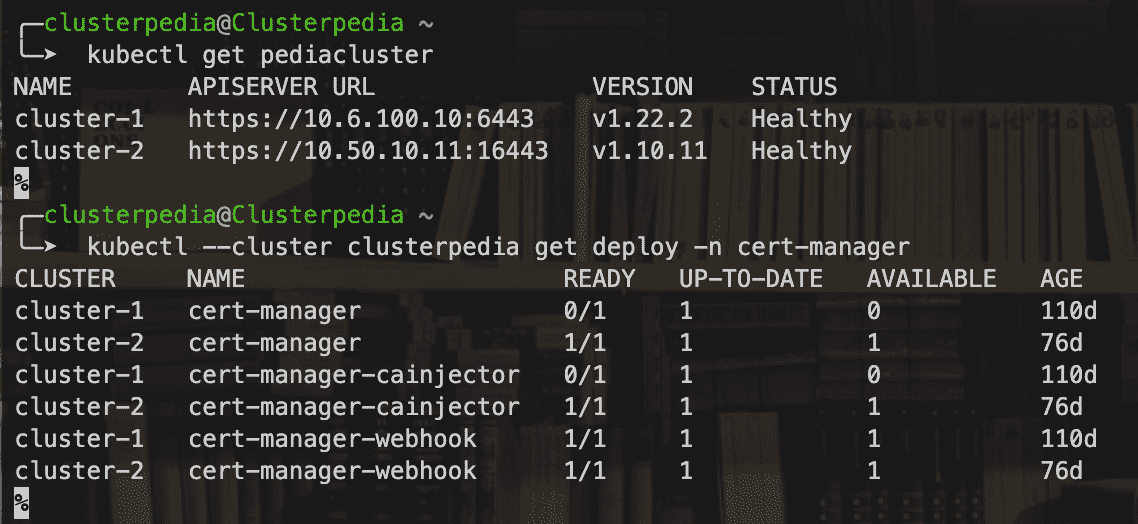 ╭─clusterpedia@Clusterpedia ~
╰─➤  kubectl get pediacluster
NAME        APISERVER URL               VERSION    STATUS
cluster-1   https://10.6.100.10:6443    v1.22.2    Healthy
cluster-2   https://10.50.10.11:16443   v1.10.11   Healthy
%
╭─clusterpedia@Clusterpedia ~
╰─➤  kubectl --cluster clusterpedia get deploy -n cert-manager
CLUSTER     NAME                      READY   UP-TO-DATE   AVAILABLE   AGE
cluster-1   cert-manager              0/1     1            0           110d
cluster-2   cert-manager              1/1     1            1           76d
cluster-1   cert-manager-cainjector   0/1     1            0           110d
cluster-2   cert-manager-cainjector   1/1     1            1           76d
cluster-1   cert-manager-webhook      1/1     1            1           110d
cluster-2   cert-manager-webhook      1/1     1            1           76d
%